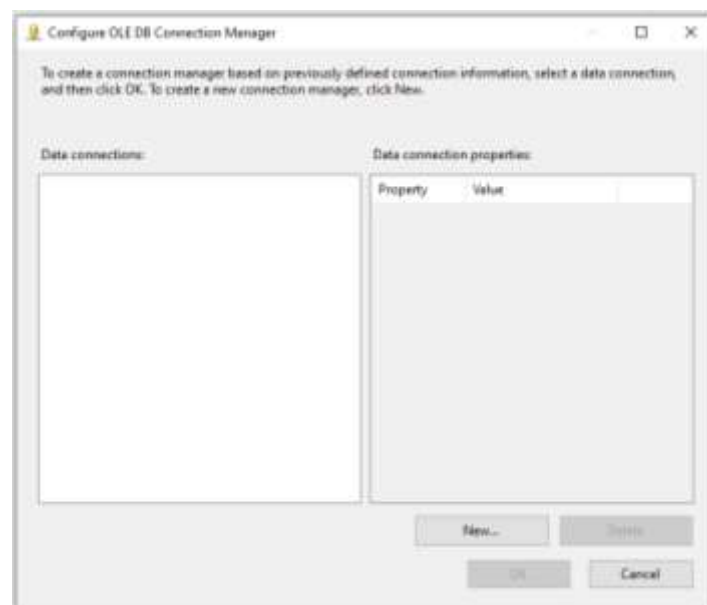 Configure OLE DB Connection Manager
To create a connection manager based on previously defined connection information, select a data connection,
and then click OK. To create a new connection manager, click New.
Data connections:
Data connection properties:
Property Value
New...
Delete
OK
Cancel